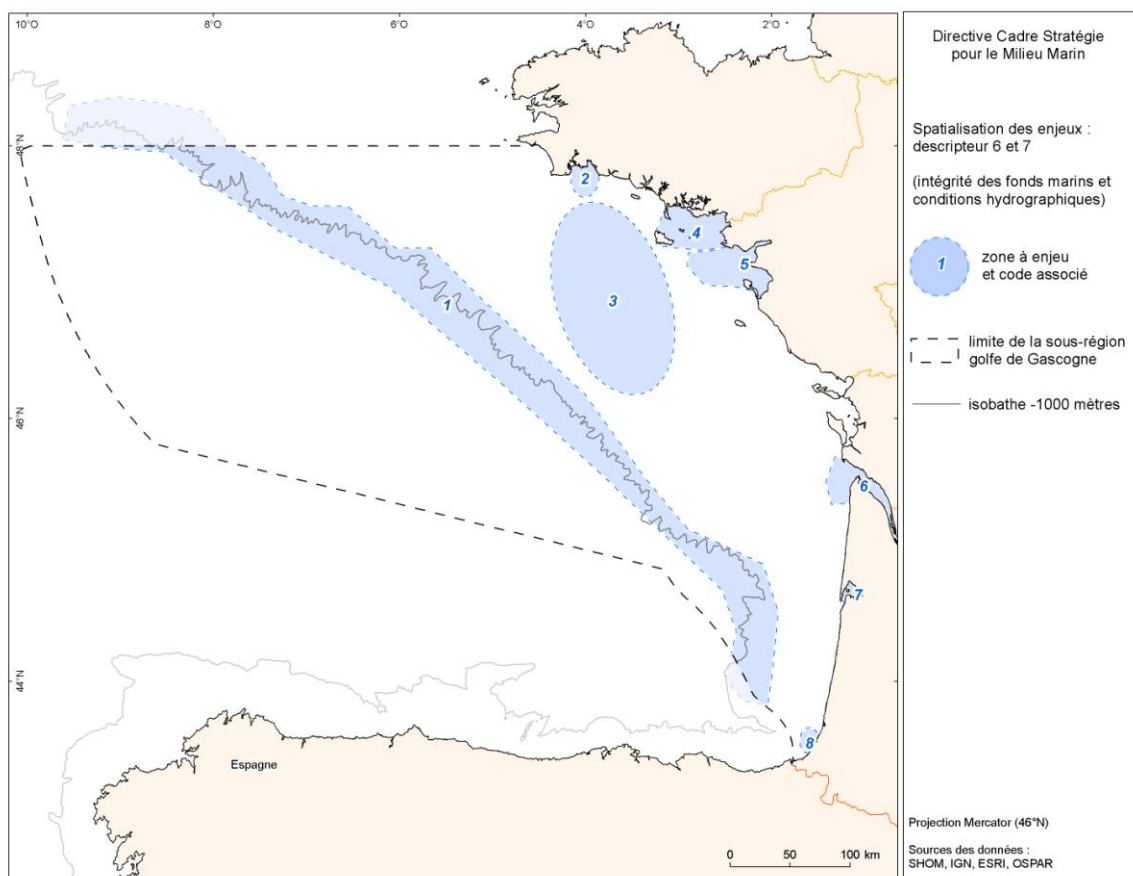 10°O
8°O
6°O
4°O
2°O
48°N
46°N
44°N
1
2
3
4
5
6
7
8
Espagne
0 50 100 km
Directive Cadre Stratégie
pour le Milieu Marin
Spatialisation des enjeux :
descripteur 6 et 7
(intégrité des fonds marins et
conditions hydrographiques)
1
zone à enjeu
et code associé
limite de la sous-région
golfe de Gascogne
isobathe -1000 mètres
Projection Mercator (46°N)
Sources des données :
SHOM, IGN, ESRI, OSPAR